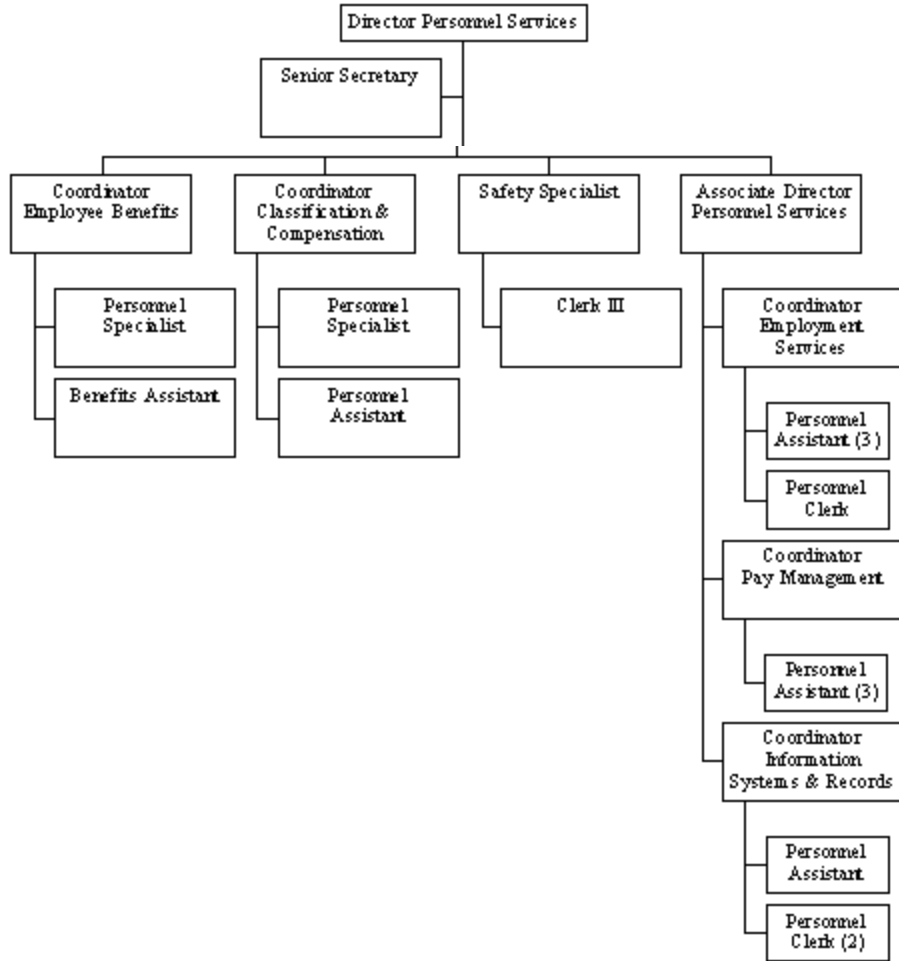 Director Personnel Services
Senior Secretary
Coordinator
Employee Benefits
Coordinator
Classification &
Compensation
Safety Specialist
Associate Director
Personnel Services
Personnel
Specialist
Personnel
Specialist
Clerk III
Coordinator
Employment
Services
Benefits Assistant
Personnel
Assistant
Personnel
Assistant (3)
Personnel
Clerk
Coordinator
Pay Management
Personnel
Assistant (3)
Coordinator
Information
Systems & Records
Personnel
Assistant
Personnel
Clerk (2)